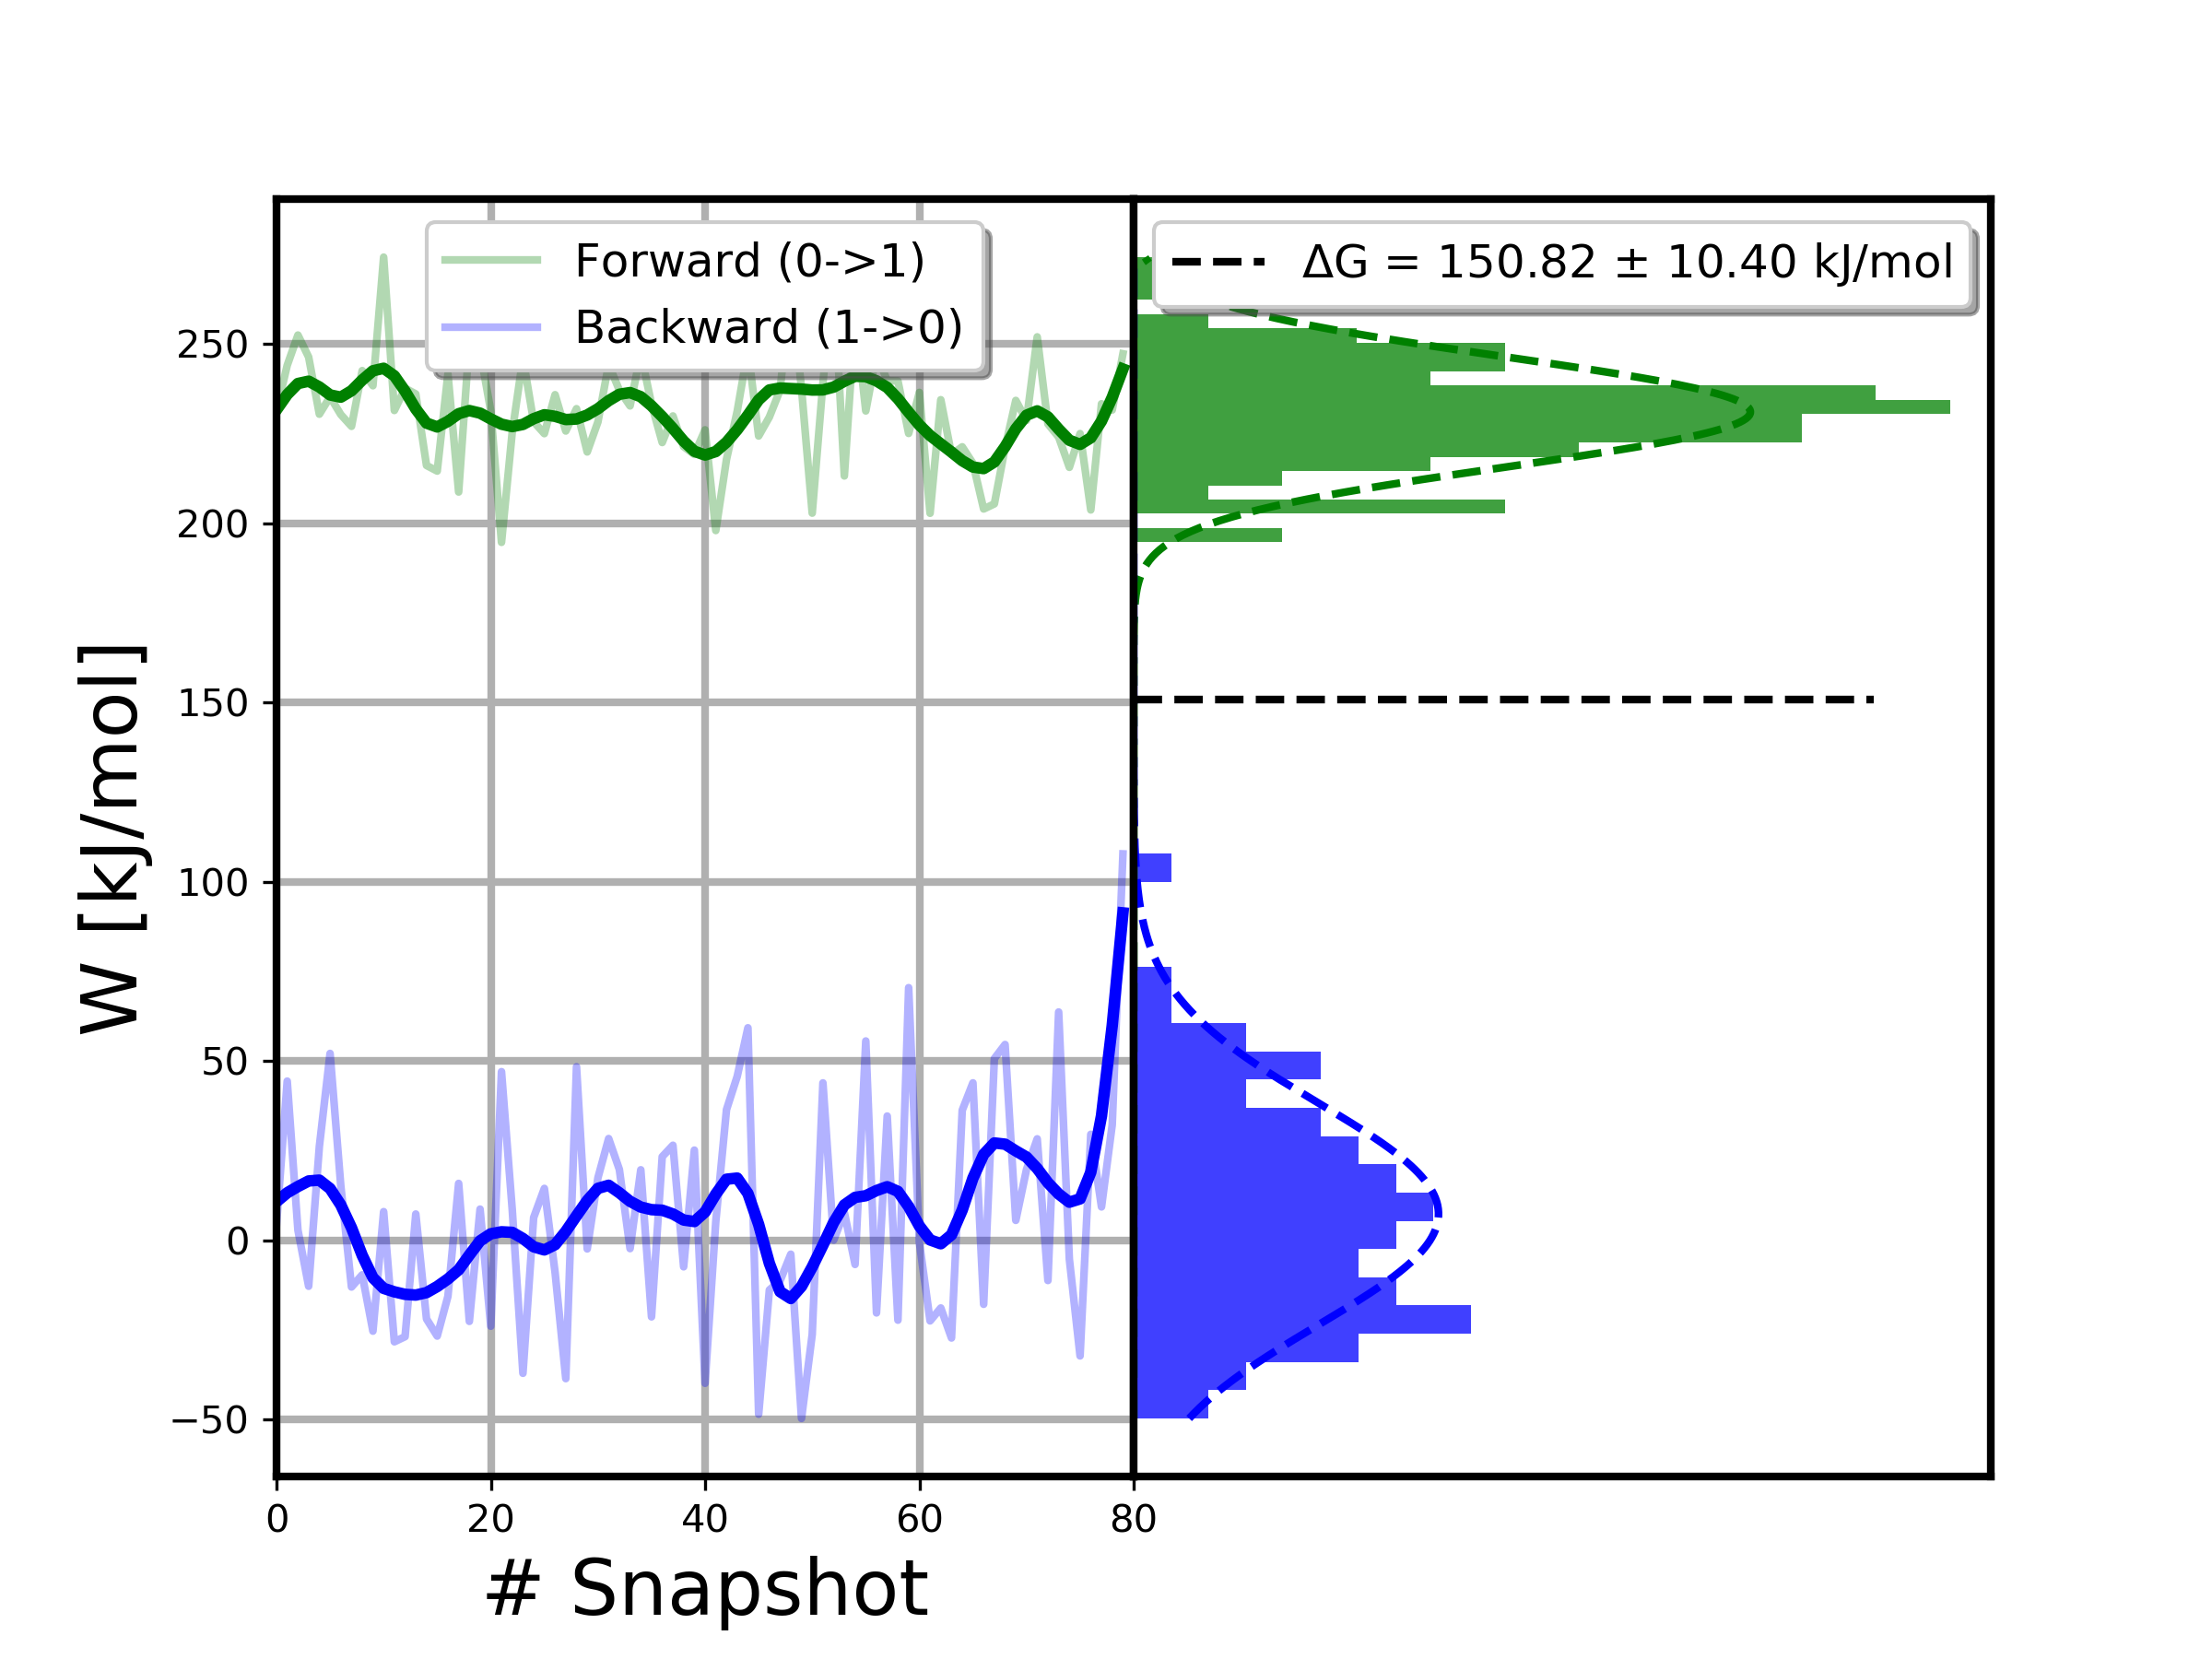 Forward (0->1)
Backward (1->0)
ΔG = 150.82 ± 10.40 kJ/mol
250
200
150
100
50
0
−50
W [kJ/mol]
0 20 40 60 80
# Snapshot